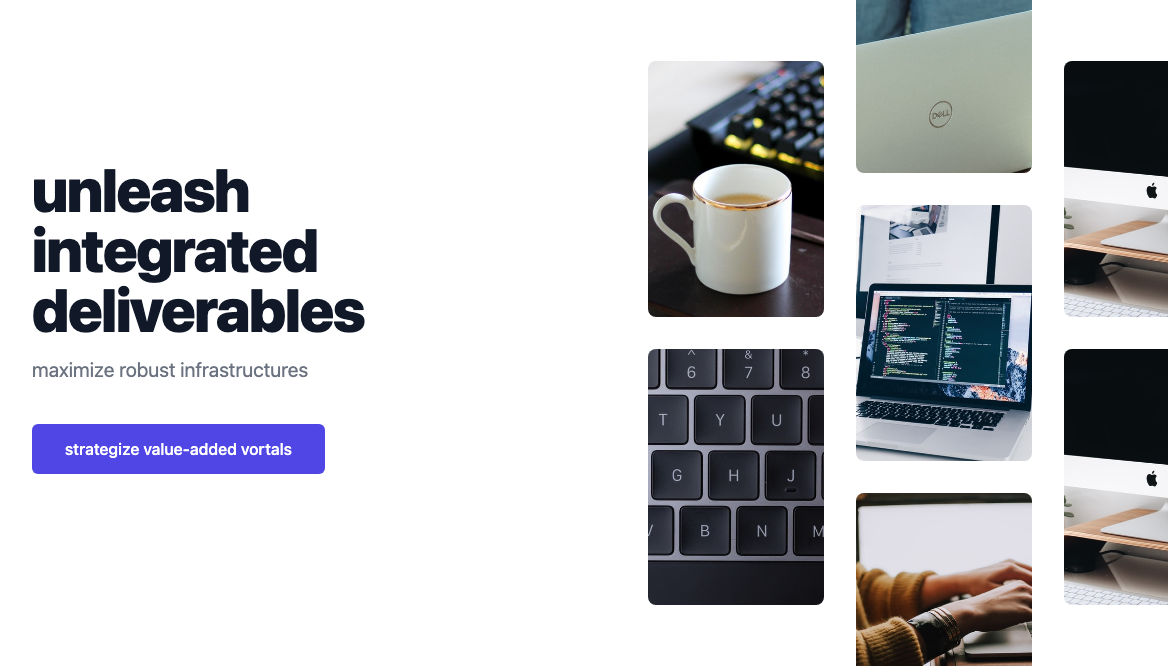 unleash
integrated
deliverables
maximize robust infrastructures
strategize value-added vortals
DELL
^ & *
6 7 8
T Y U
G H J
V B N M